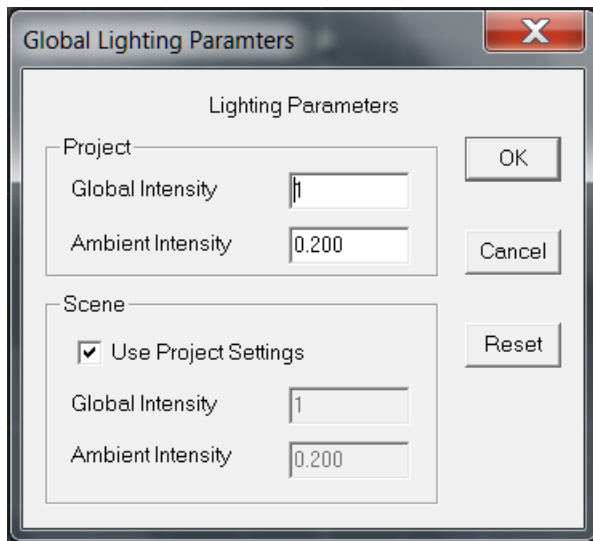 Global Lighting Paramters
Lighting Parameters
Project
OK
Global Intensity 1
Ambient Intensity 0.200
Cancel
Scene
Use Project Settings
Reset
Global Intensity 1
Ambient Intensity 0.200